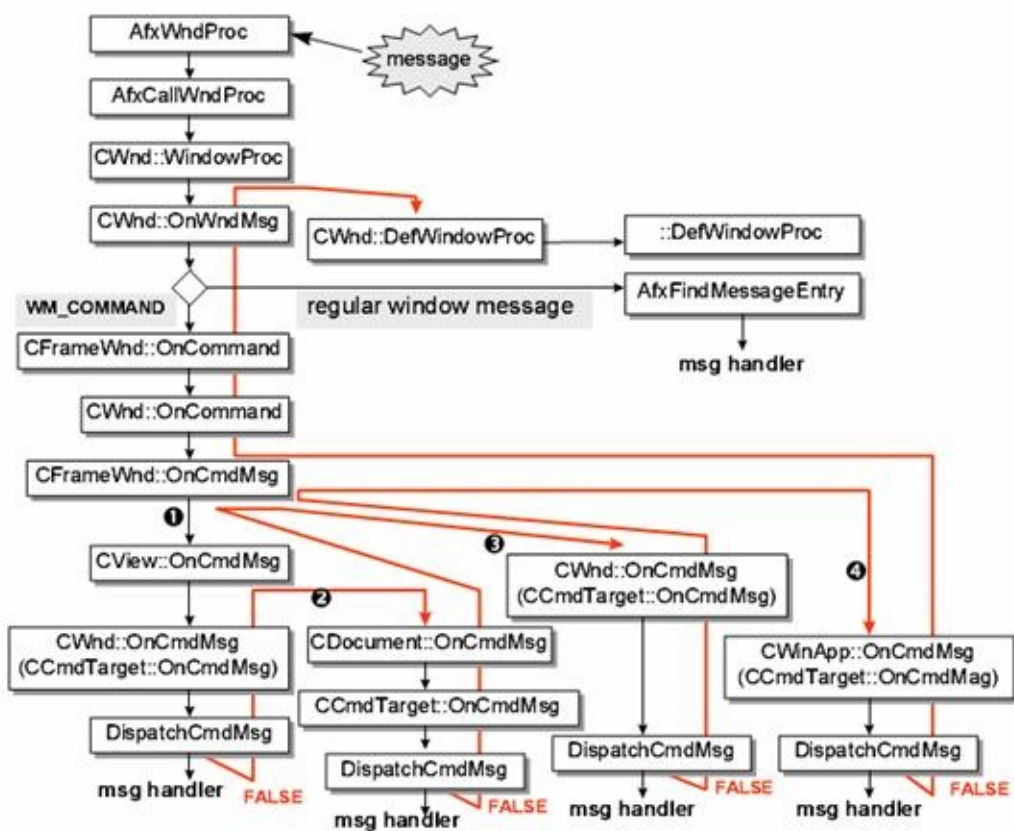 AfxWndProc
message
AfxCallWndProc
CWnd::WindowProc
CWnd::OnWndMsg
CWnd::DefWindowProc
::DefWindowProc
WM_COMMAND
regular window message
AfxFindMessageEntry
msg handler
CFrameWnd::OnCommand
CWnd::OnCommand
CFrameWnd::OnCmdMsg
❶
❸
❹
CView::OnCmdMsg
CWnd::OnCmdMsg
(CCmdTarget::OnCmdMsg)
❷
CWnd::OnCmdMsg
(CCmdTarget::OnCmdMsg)
CDocument::OnCmdMsg
CWinApp::OnCmdMsg
(CCmdTarget::OnCmdMag)
CCmdTarget::OnCmdMsg
DispatchCmdMsg
DispatchCmdMsg
DispatchCmdMsg
DispatchCmdMsg
msg handler
FALSE
msg handler
FALSE
msg handler
FALSE
msg handler
FALSE